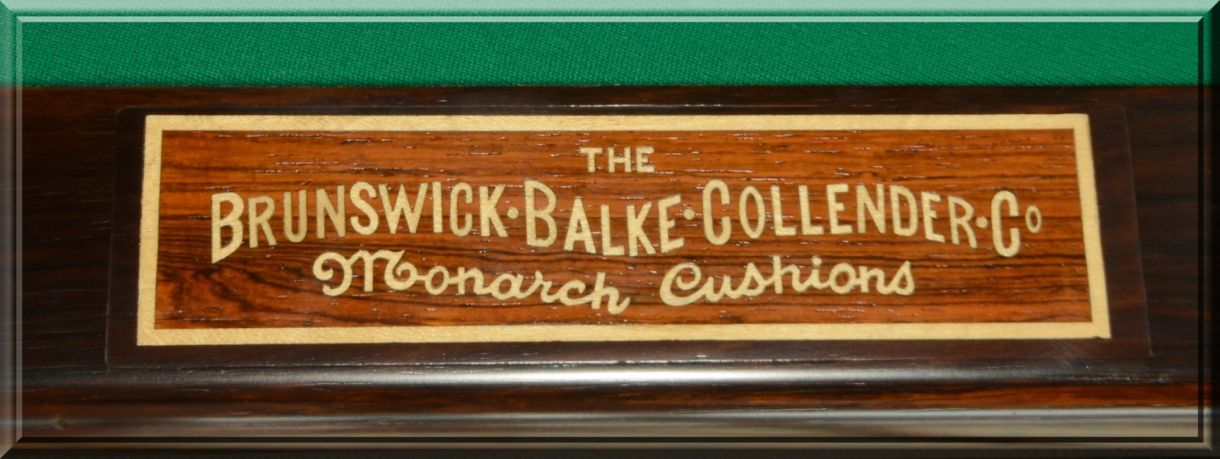 THE
BRUNSWICK·BALKE·COLLENDER·Cº
Monarch Cushions